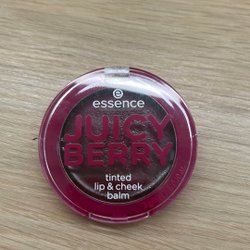 essence
JUICY
BERRY
tinted
lip & cheek
balm